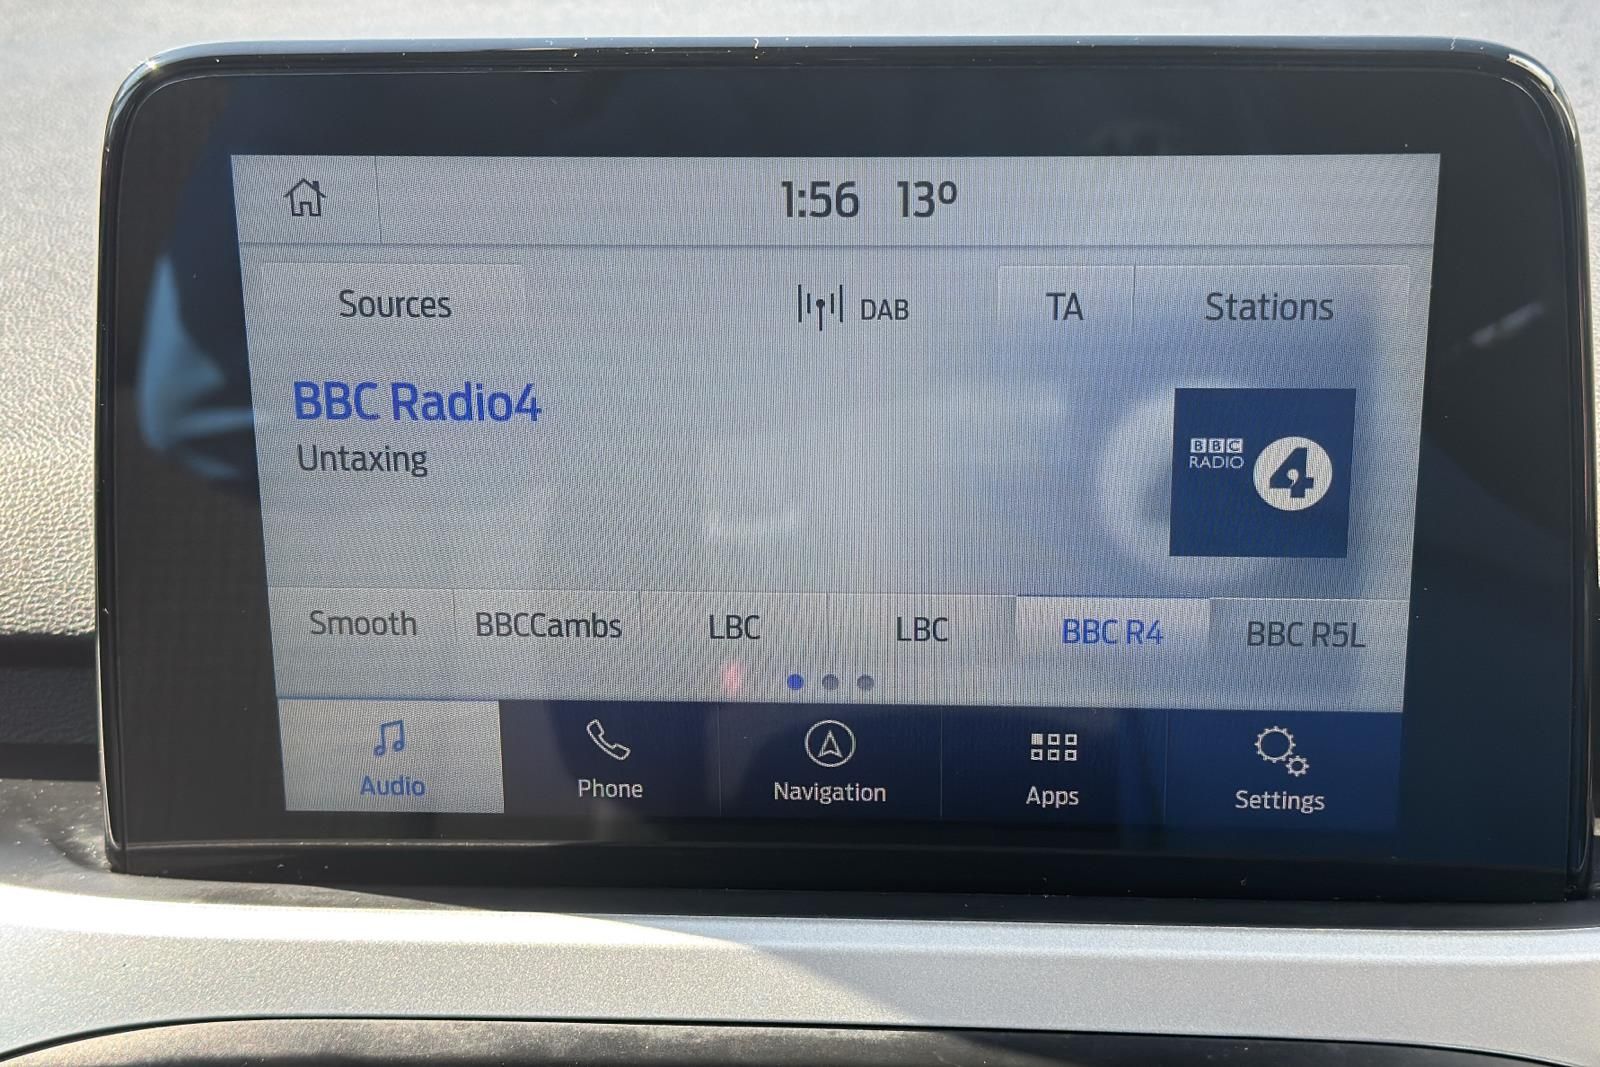 1:56 13º
Sources DAB TA Stations
BBC Radio4
Untaxing
BBC
RADIO 4
Smooth BBCCambs LBC LBC BBC R4 BBC R5L
Audio Phone Navigation Apps Settings